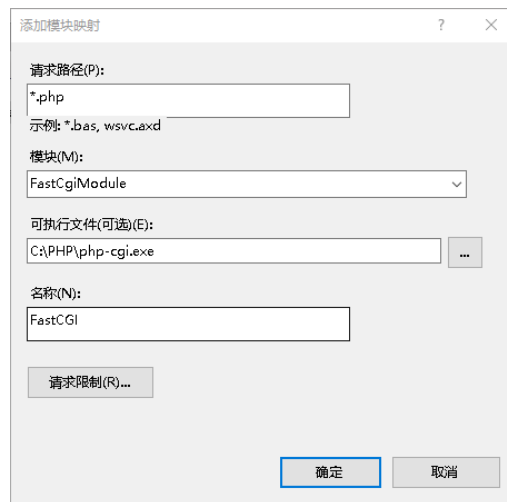 添加模块映射
?
请求路径(P):
*.php
示例: *.bas, wsvc.axd
模块(M):
FastCgiModule
可执行文件(可选)(E):
C:\PHP\php-cgi.exe
...
名称(N):
FastCGI
请求限制(R)...
确定 取消